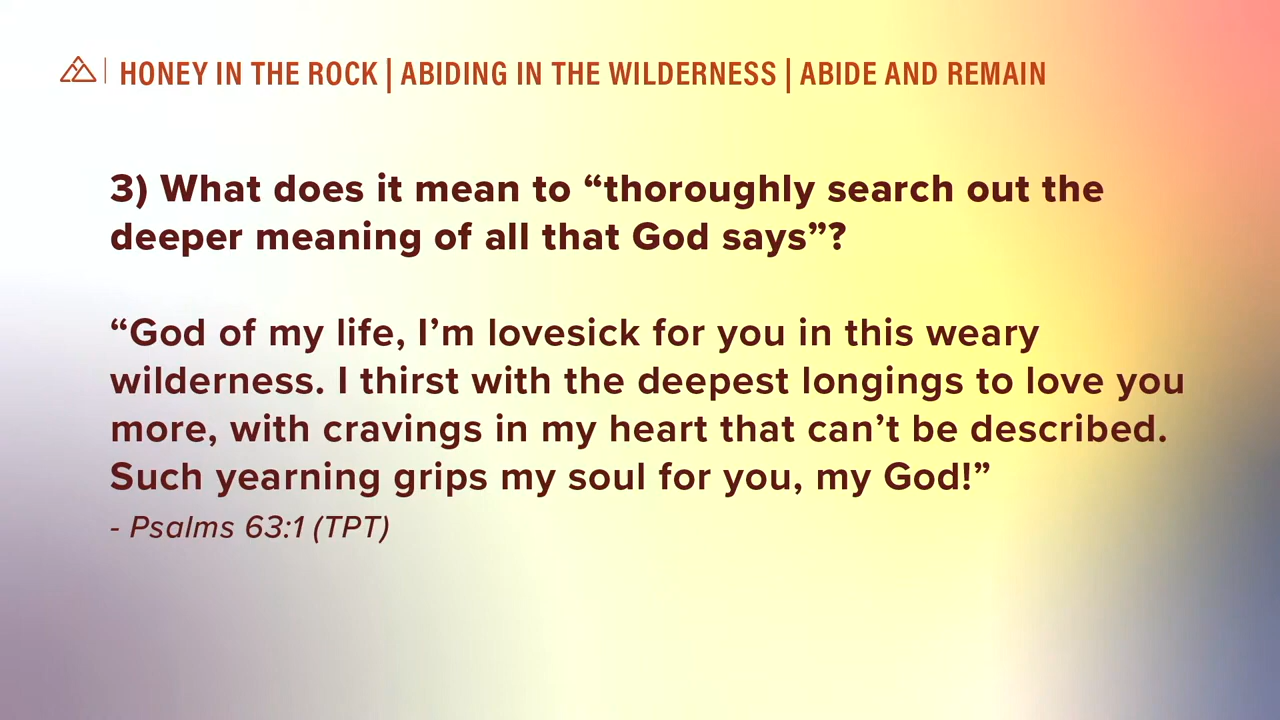 HONEY IN THE ROCK | ABIDING IN THE WILDERNESS | ABIDE AND REMAIN
3) What does it mean to “thoroughly search out the
deeper meaning of all that God says”?
“God of my life, I’m lovesick for you in this weary
wilderness. I thirst with the deepest longings to love you
more, with cravings in my heart that can’t be described.
Such yearning grips my soul for you, my God!”
- Psalms 63:1 (TPT)